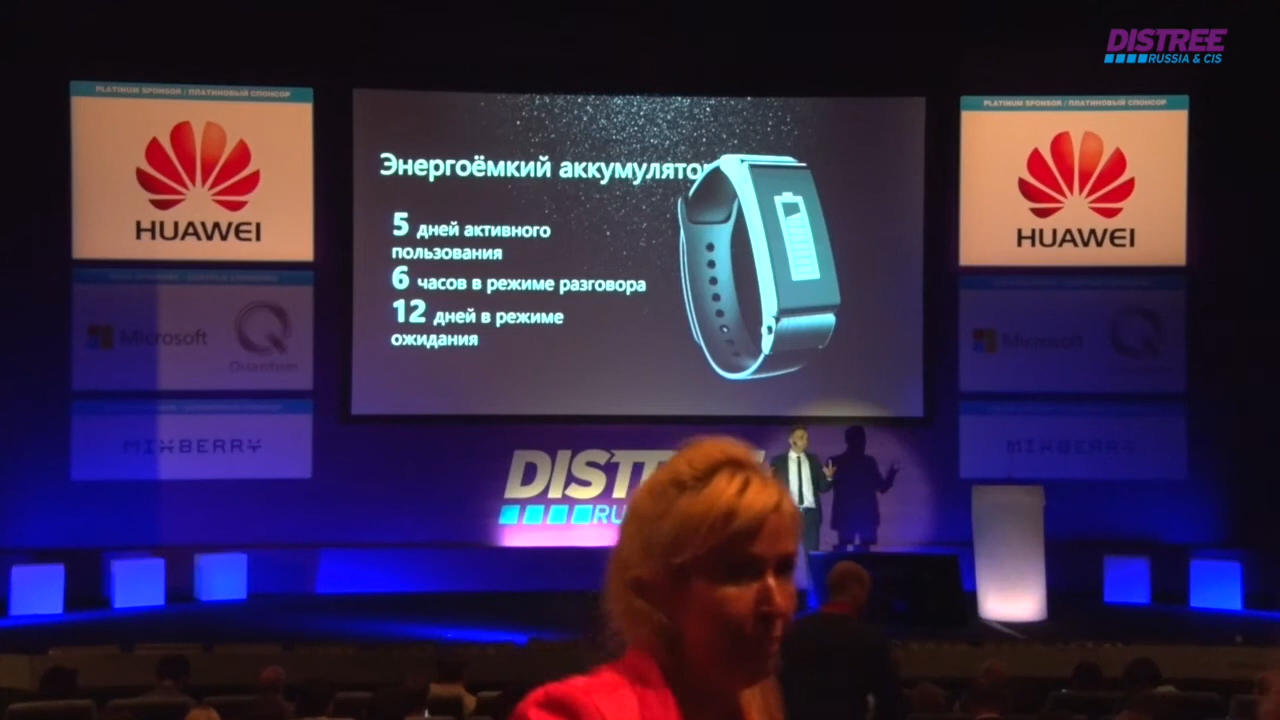 DISTREE
RUSSIA & CIS
PLATINUM SPONSOR / ПЛАТИНОВЫЙ СПОНСОР
HUAWEI
Microsoft
Quantum
MIXBERRY
Энергоёмкий аккумулято
5 дней активного
пользования
6 часов в режиме разговора
12 дней в режиме
ожидания
PLATINUM SPONSOR / ПЛАТИНОВЫЙ СПОНСОР
HUAWEI
Microsoft
MIXBERRY
DISTREE
RU